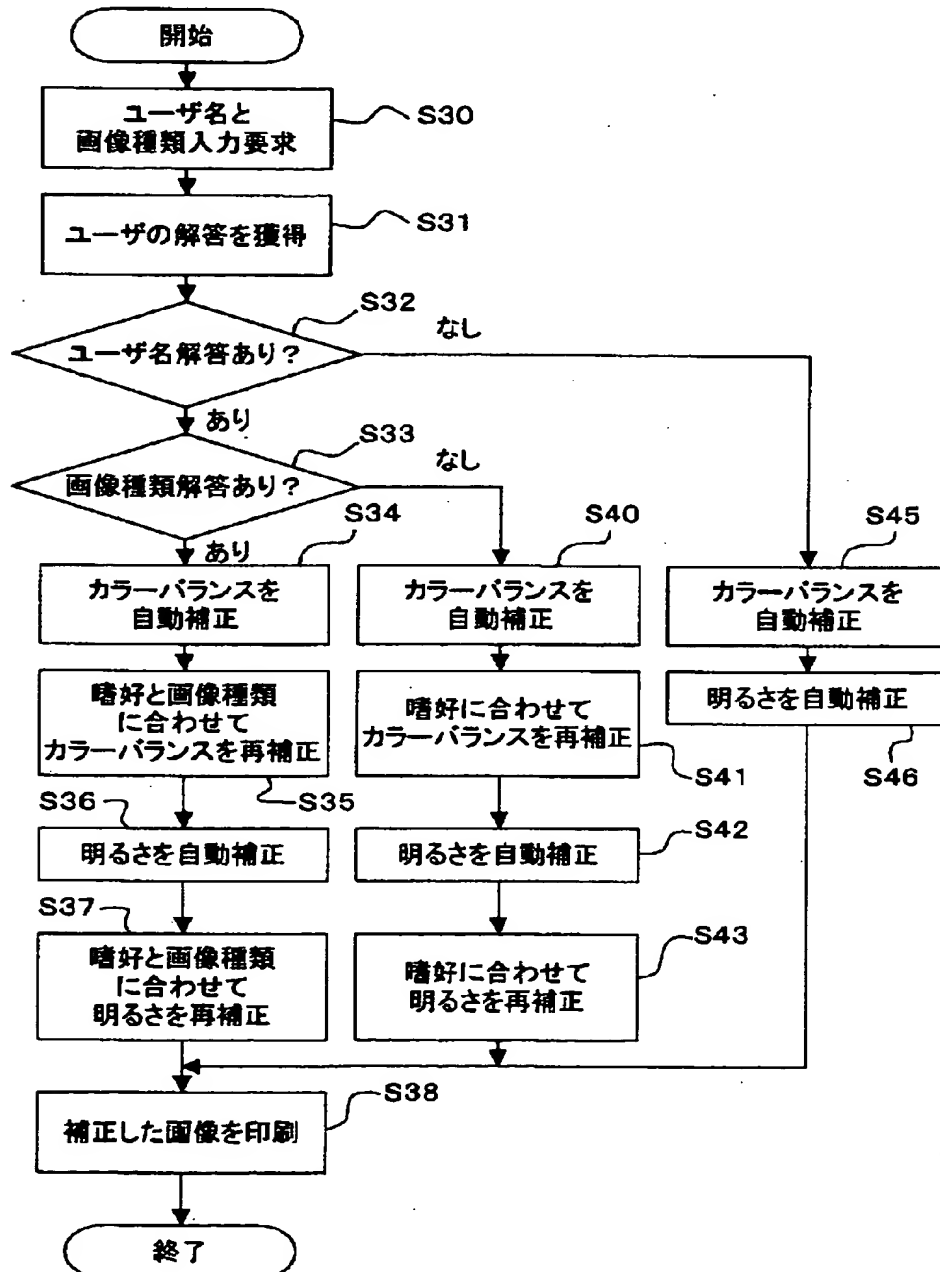 開始
ユーザ名と
画像種類入力要求
S30
ユーザの解答を獲得
S31
S32
ユーザ名解答あり?
なし
あり
S33
画像種類解答あり?
なし
あり
S34
カラーバランスを
自動補正
S40
カラーバランスを
自動補正
S45
カラーバランスを
自動補正
嗜好と画像種類
に合わせて
カラーバランスを再補正
S35
嗜好に合わせて
カラーバランスを再補正
S41
明るさを自動補正
S46
S36
明るさを自動補正
明るさを自動補正
S42
S37
嗜好と画像種類
に合わせて
明るさを再補正
嗜好に合わせて
明るさを再補正
S43
補正した画像を印刷
S38
終了